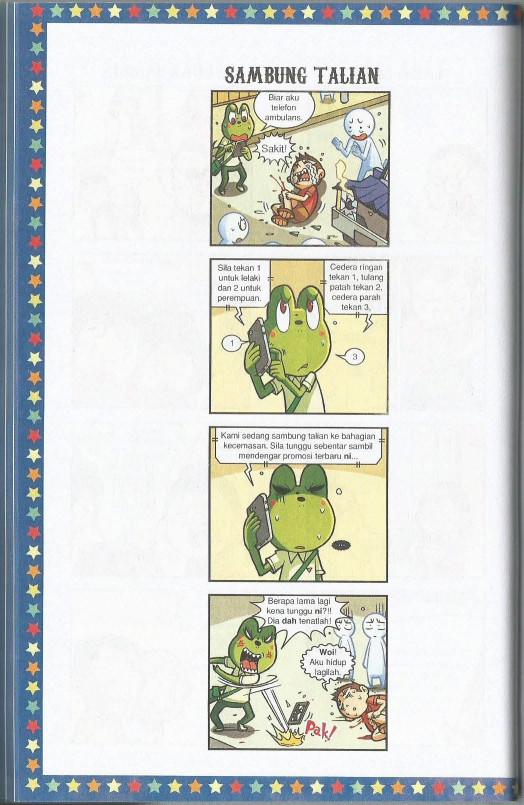 SAMBUNG TALIAN
Biar aku
telefon
ambulans.
Sakit!
Sila tekan 1
untuk lelaki
dan 2 untuk
perempuan.
Cedera ringan
tekan 1, tulang
patah tekan 2,
cedera parah
tekan 3,
1
3
Kami sedang sambung talian ke bahagian
kecemasan. Sila tunggu sebentar sambil
mendengar promosi terbaru ni...
Berapa lama lagi
kena tunggu ni?!!
Dia dah tenatlah!
Woi!
Aku hidup
lagilah.
Pak!